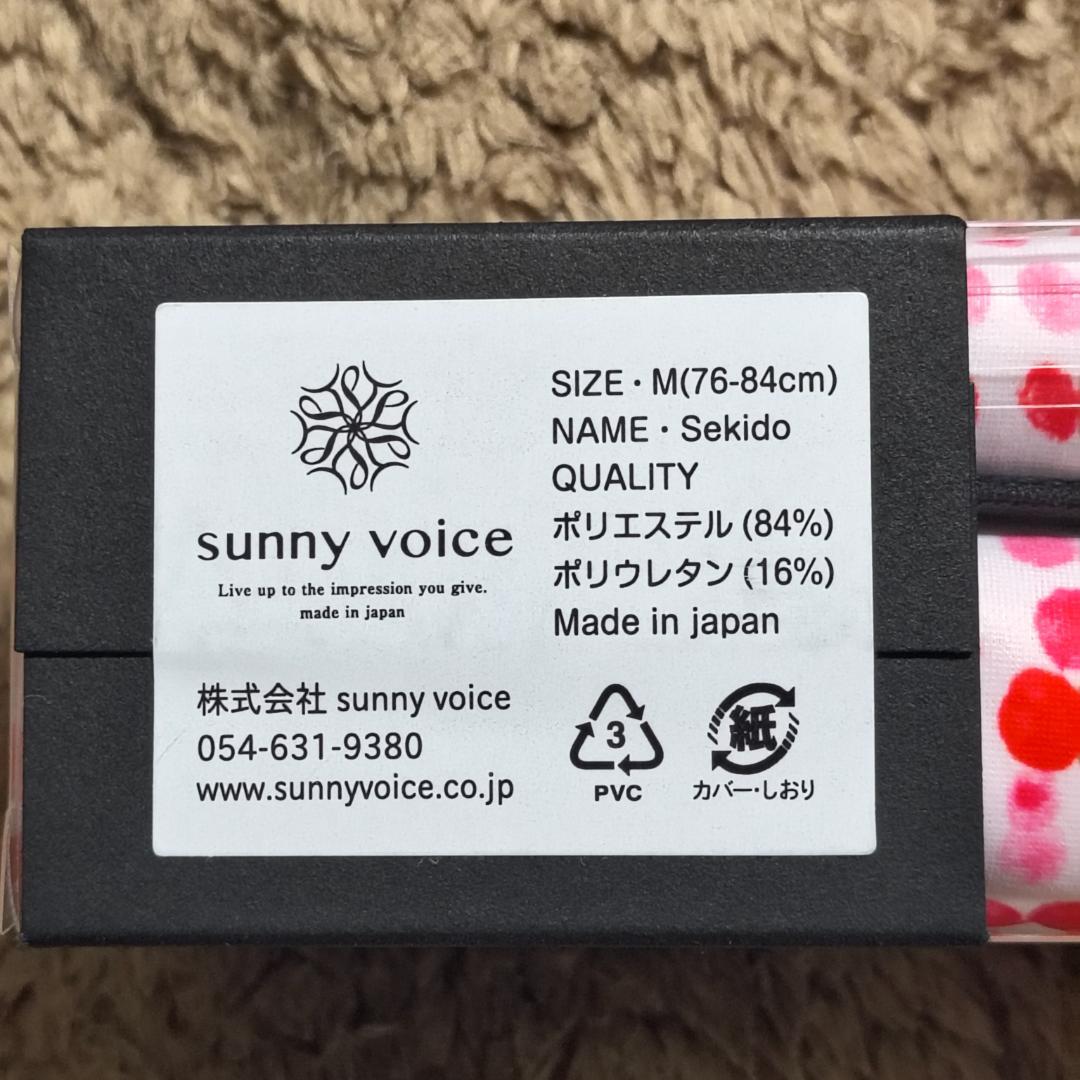 sunny voice
Live up to the impression you give.
made in japan
SIZE・M(76-84cm)
NAME・Sekido
QUALITY
ポリエステル (84%)
ポリウレタン (16%)
Made in japan
株式会社 sunny voice
054-631-9380
www.sunnyvoice.co.jp
3
PVC
紙
カバー・しおり